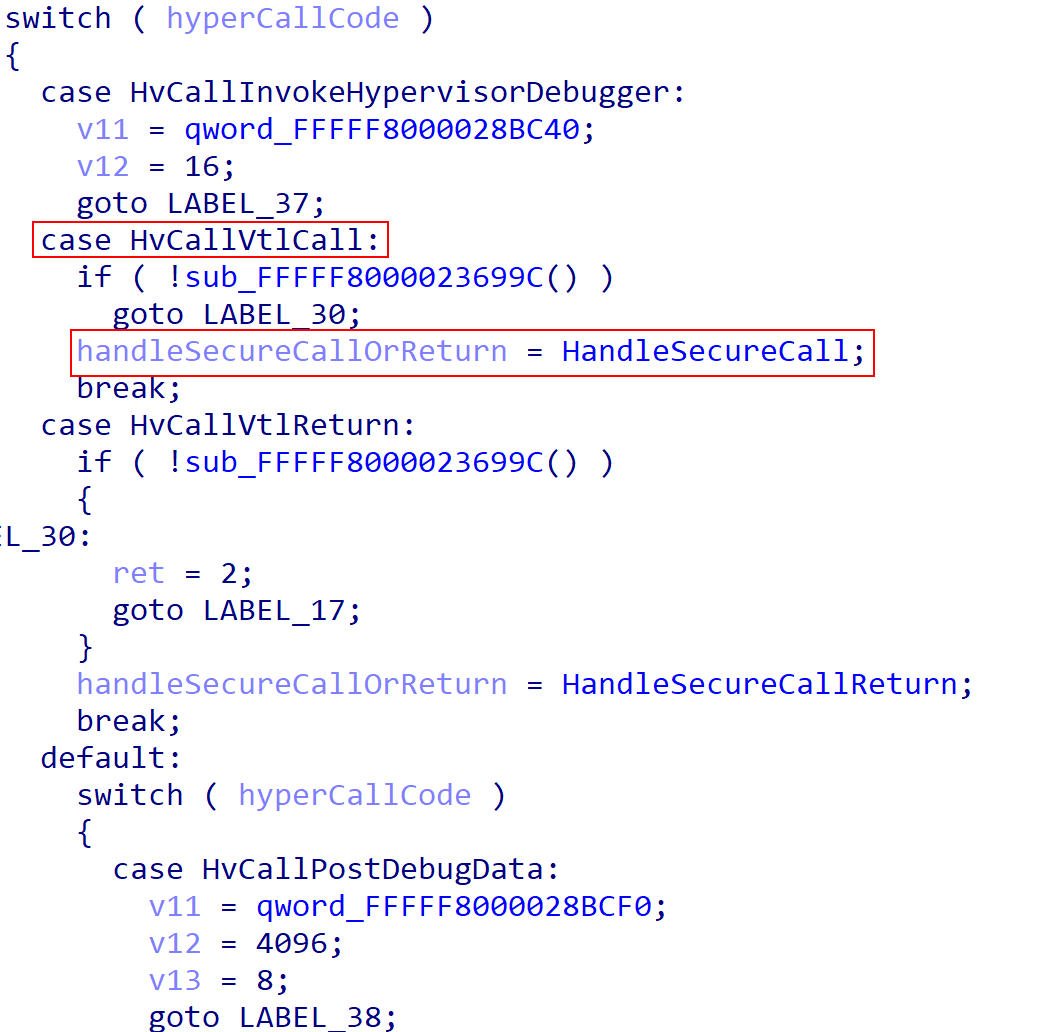 switch ( hyperCallCode )
{
case HvCallInvokeHypervisorDebugger:
v11 = qword_FFFFF8000028BC40;
v12 = 16;
goto LABEL_37;
case HvCallVtlCall:
if ( !sub_FFFFF8000023699C() )
goto LABEL_30;
handleSecureCallOrReturn = HandleSecureCall;
break;
case HvCallVtlReturn:
if ( !sub_FFFFF8000023699C() )
{
EL_30:
ret = 2;
goto LABEL_17;
}
handleSecureCallOrReturn = HandleSecureCallReturn;
break;
default:
switch ( hyperCallCode )
{
case HvCallPostDebugData:
v11 = qword_FFFFF8000028BCF0;
v12 = 4096;
v13 = 8;
goto LABEL_38;